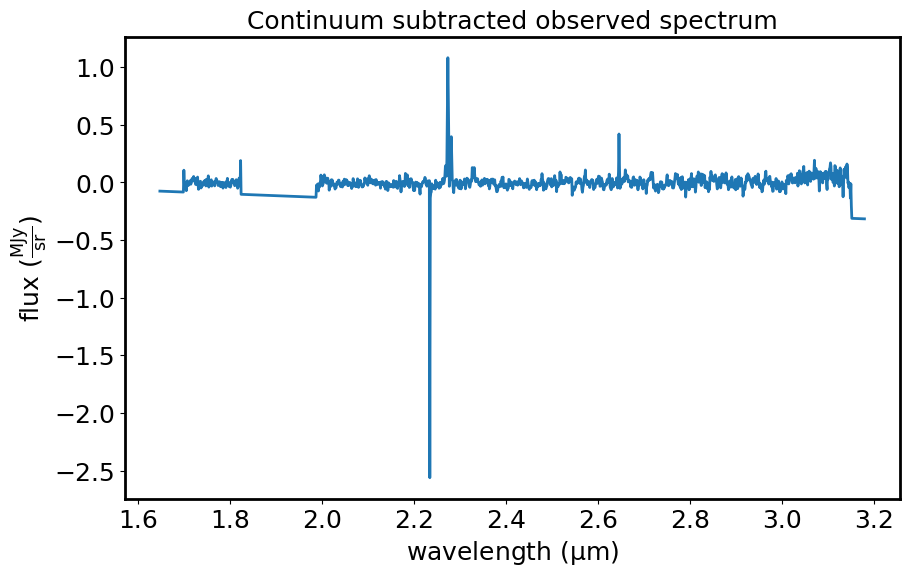 Continuum subtracted observed spectrum
1.0
0.5
0.0
−0.5
−1.0
−1.5
−2.0
−2.5
flux (MJy/sr)
1.6 1.8 2.0 2.2 2.4 2.6 2.8 3.0 3.2
wavelength (μm)